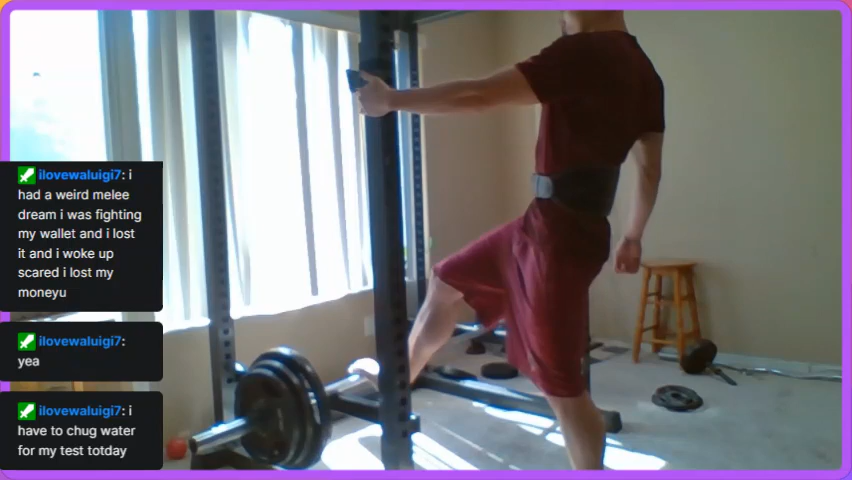 ilovewaluigi7: i
had a weird melee
dream i was fighting
my wallet and i lost
it and i woke up
scared i lost my
moneyu
ilovewaluigi7:
yea
ilovewaluigi7: i
have to chug water
for my test totday